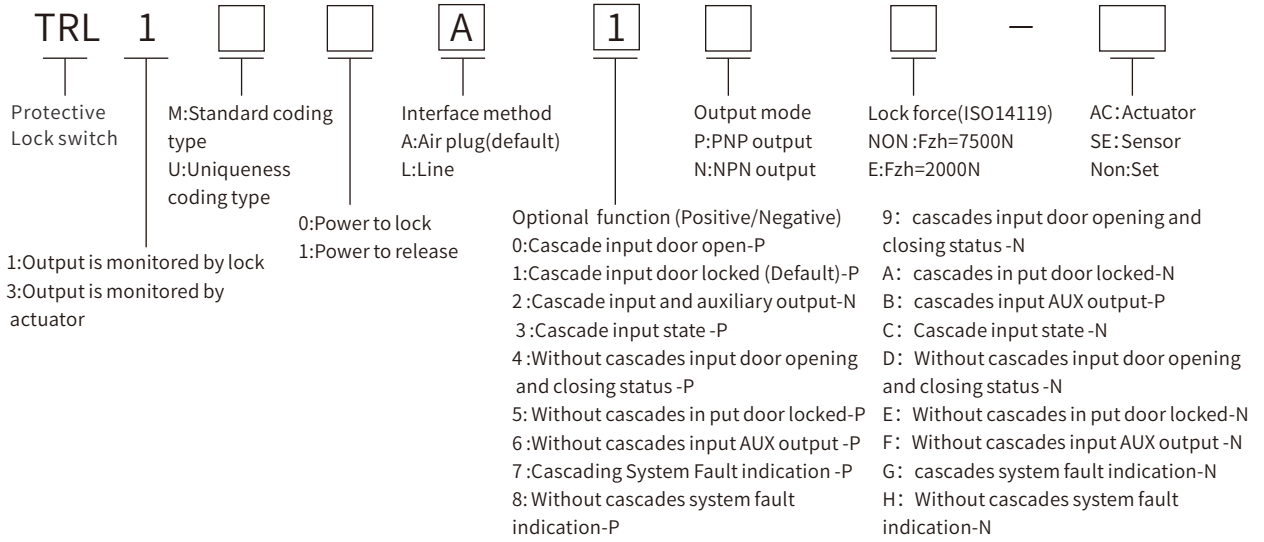 TRL 1 A 1 –
Protective
Lock switch
1:Output is monitored by lock
3:Output is monitored by
actuator
M:Standard coding
type
U:Uniqueness
coding type
0:Power to lock
1:Power to release
Interface method
A:Air plug(default)
L:Line
Optional function (Positive/Negative)
0:Cascade input door open-P
1:Cascade input door locked (Default)-P
2:Cascade input and auxiliary output-N
3:Cascade input state -P
4:Without cascades input door opening
and closing status -P
5: Without cascades in put door locked-P
6:Without cascades input AUX output -P
7:Cascading System Fault indication -P
8: Without cascades system fault
indication-P
9: cascades input door opening and
closing status -N
A: cascades in put door locked-N
B: cascades input AUX output-P
C: Cascade input state -N
D: Without cascades input door opening
and closing status -N
E: Without cascades in put door locked-N
F: Without cascades input AUX output -N
G: cascades system fault indication-N
H: Without cascades system fault
indication-N
Output mode
P:PNP output
N:NPN output
Lock force(ISO14119)
NON :Fzh=7500N
E:Fzh=2000N
AC:Actuator
SE:Sensor
Non:Set